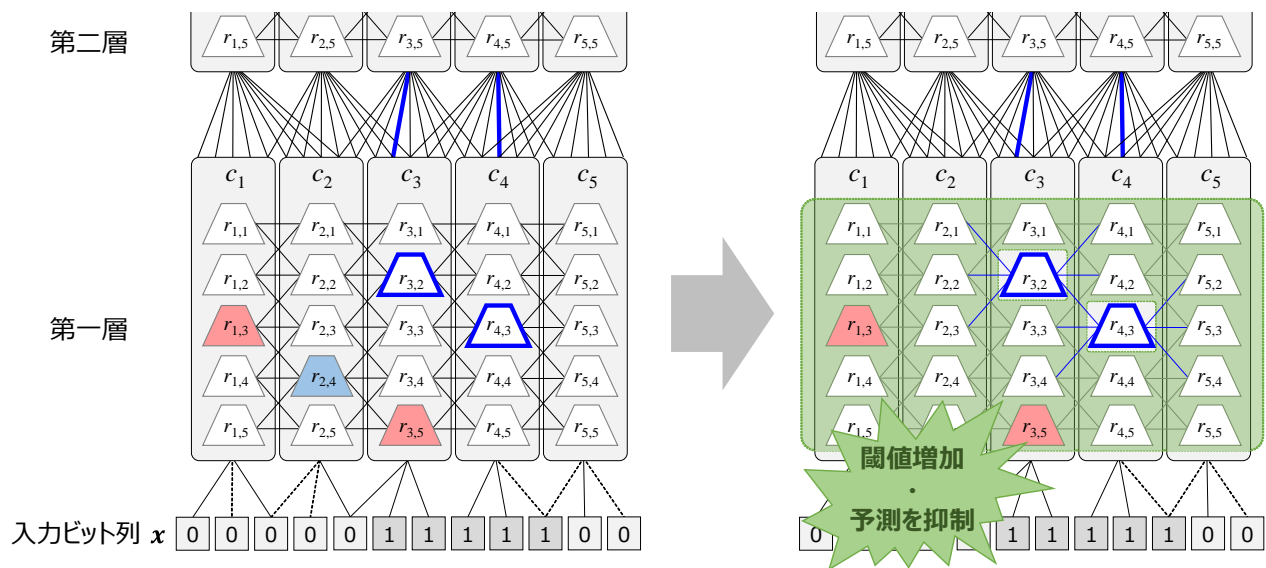 第二層
r1,5 r2,5 r3,5 r4,5 r5,5
c1 c2 c3 c4 c5
r1,1 r2,1 r3,1 r4,1 r5,1
r1,2 r2,2 r3,2 r4,2 r5,2
第一層
r1,3 r2,3 r3,3 r4,3 r5,3
r1,4 r2,4 r3,4 r4,4 r5,4
r1,5 r2,5 r3,5 r4,5 r5,5
入力ビット列 x 0 0 0 0 0 1 1 1 1 1 0 0
r1,5 r2,5 r3,5 r4,5 r5,5
c1 c2 c3 c4 c5
r1,1 r2,1 r3,1 r4,1 r5,1
r1,2 r2,2 r3,2 r4,2 r5,2
r1,3 r2,3 r3,3 r4,3 r5,3
r1,4 r2,4 r3,4 r4,4 r5,4
r1,5 r3,5 r4,5 r5,5
閾値増加
・
予測を抑制
0 1 1 1 1 1 0 0